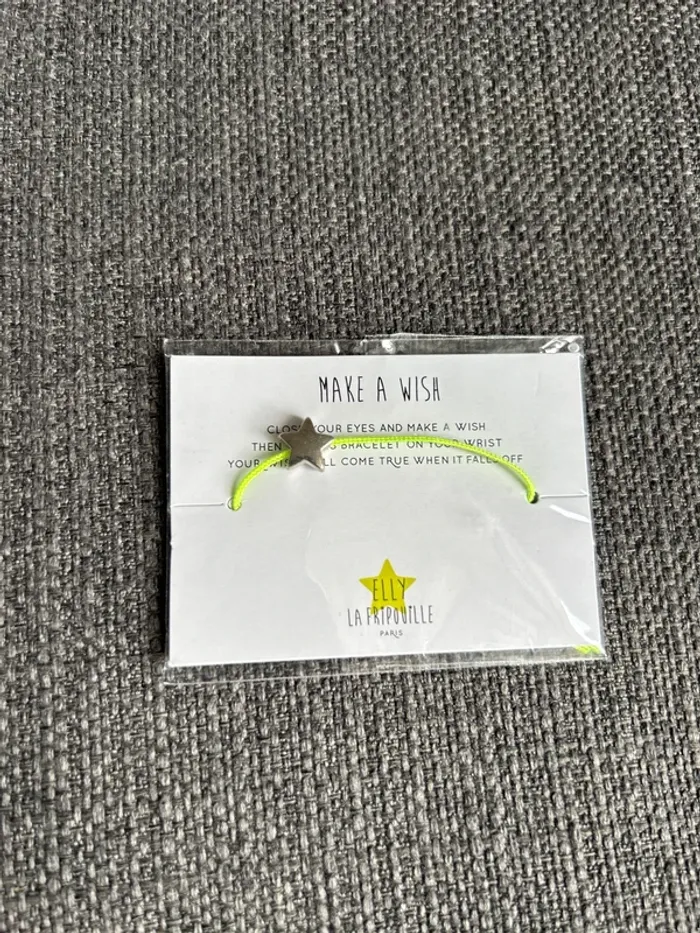 MAKE A WISH
CLOSE YOUR EYES AND MAKE A WISH
THEN BRACELET ON YOUR WRIST
YOUR COME TRUE WHEN IT FALLS OFF
ELLY
LA FRIPOUILLE
PARIS